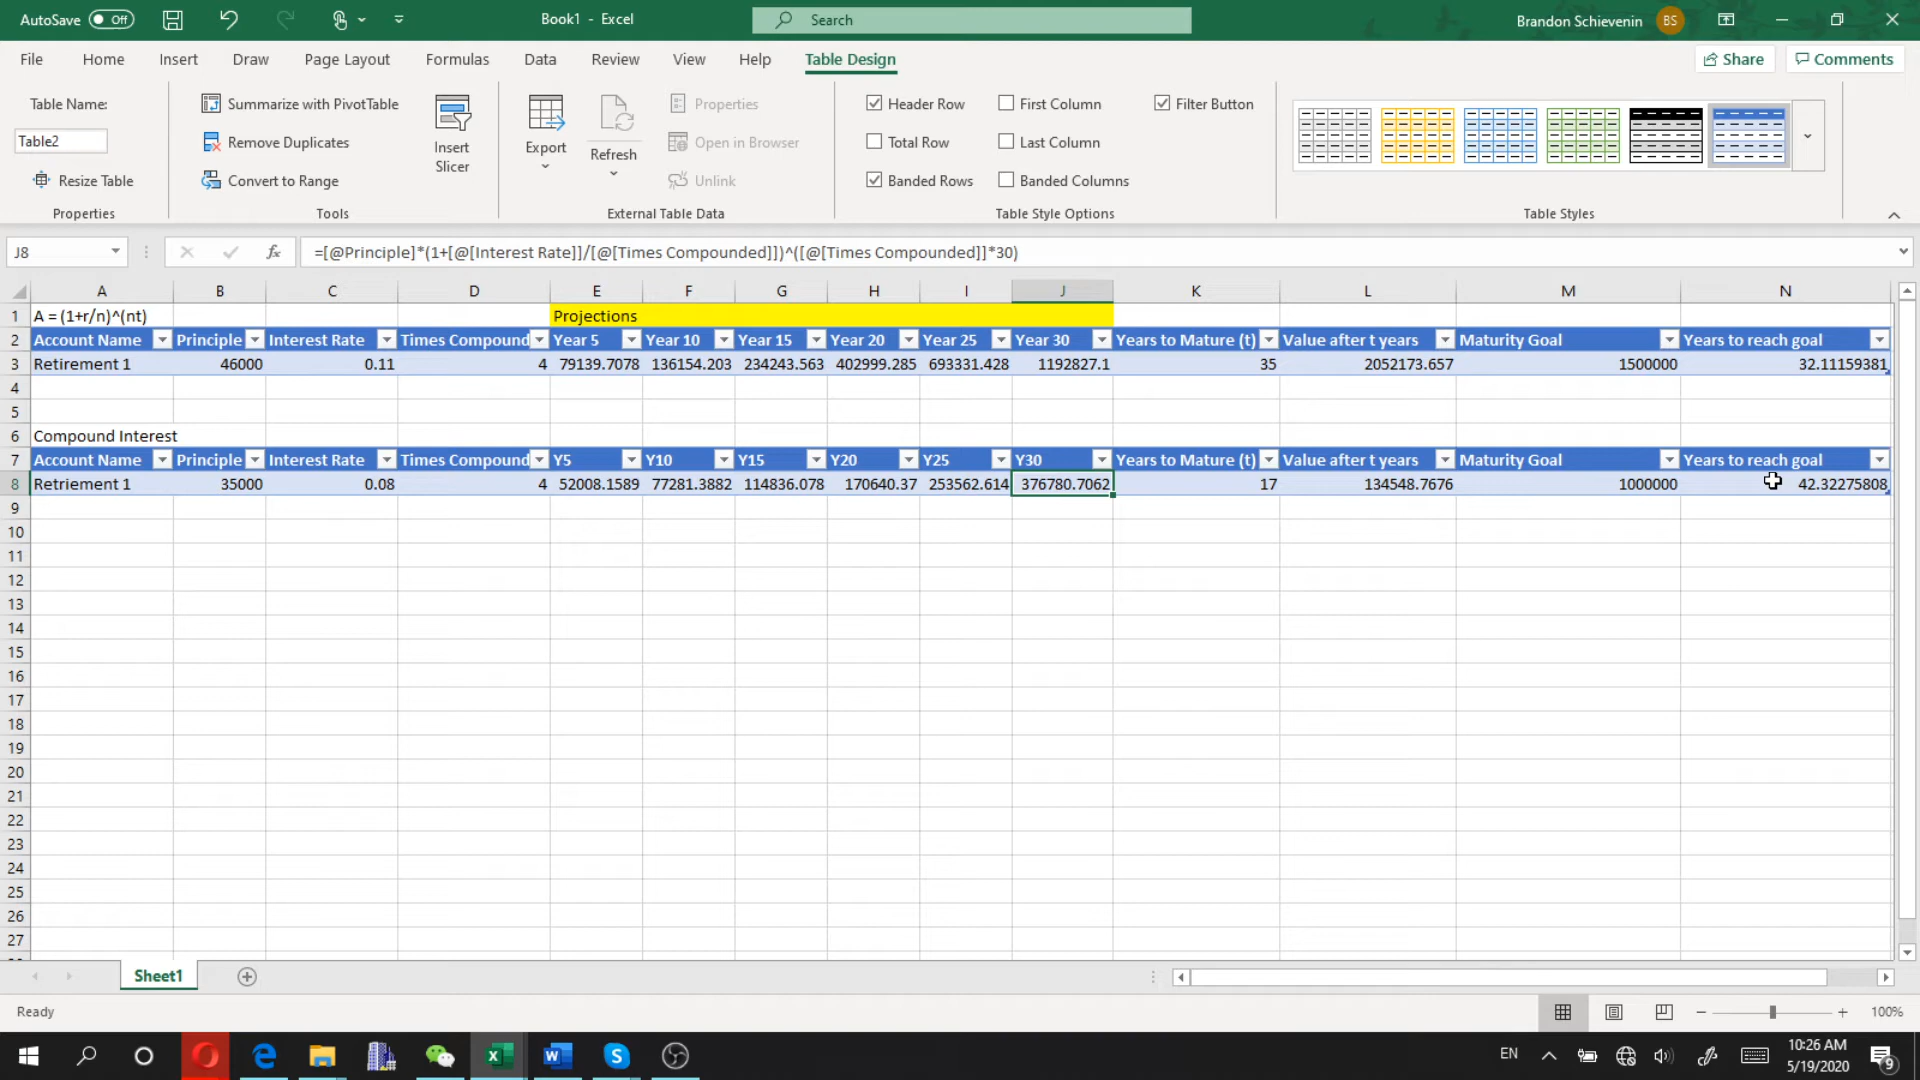 AutoSave Off
Book1 - Excel
Search
Brandon Schievenin BS
File Home Insert Draw Page Layout Formulas Data Review View Help Table Design Share Comments
Table Name:
Table2
Resize Table
Properties
Summarize with PivotTable
Remove Duplicates
Convert to Range
Tools
Insert
Slicer
Export
Refresh
Properties
Open in Browser
Unlink
External Table Data
Header Row First Column Filter Button
Total Row Last Column
Banded Rows Banded Columns
Table Style Options
Table Styles
J8 fx =[@Principle]*(1+[@[Interest Rate]]/[@[Times Compounded]])^([@[Times Compounded]]*30)
A B C D E F G H I J K L M N
1 A = (1+r/n)^(nt) Projections
2 Account Name Principle Interest Rate Times Compound Year 5 Year 10 Year 15 Year 20 Year 25 Year 30 Years to Mature (t) Value after t years Maturity Goal Years to reach goal
3 Retirement 1 46000 0.11 4 79139.7078 136154.203 234243.563 402999.285 693331.428 1192827.1 35 2052173.657 1500000 32.11159381
4
5
6 Compound Interest
7 Account Name Principle Interest Rate Times Compound Y5 Y10 Y15 Y20 Y25 Y30 Years to Mature (t) Value after t years Maturity Goal Years to reach goal
8 Retriement 1 35000 0.08 4 52008.1589 77281.3882 114836.078 170640.37 253562.614 376780.7062 17 134548.7676 1000000 42.32275808
9
10
11
12
13
14
15
16
17
18
19
20
21
22
23
24
25
26
27
Sheet1
Ready
100%
EN
10:26 AM
5/19/2020
9